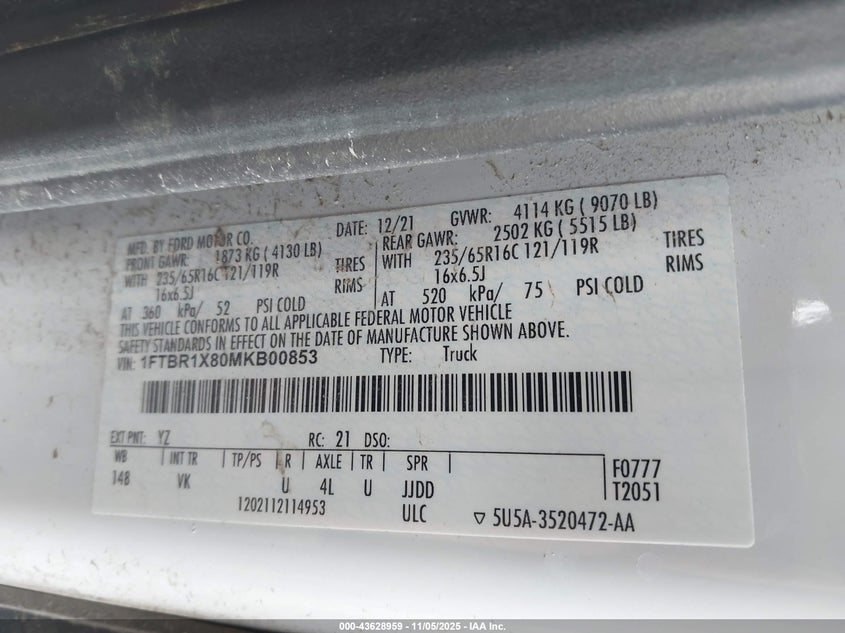 MFD. BY FORD MOTOR CO.
DATE: 12/21 GVWR: 4114 KG ( 9070 LB)
FRONT GAWR: 1873 KG ( 4130 LB)
WITH 235/65R16C 121/119R TIRES
16x6.5J RIMS
AT 360 kPa/ 52 PSI COLD
REAR GAWR: 2502 KG ( 5515 LB)
WITH 235/65R16C 121/119R TIRES
16x6.5J RIMS
AT 520 kPa/ 75 PSI COLD
THIS VEHICLE CONFORMS TO ALL APPLICABLE FEDERAL MOTOR VEHICLE
SAFETY STANDARDS IN EFFECT ON THE DATE OF MANUFACTURE SHOWN ABOVE.
VIN: 1FTBR1X80MKB00853 TYPE: Truck
EXT PNT: YZ RC: 21 DSO:
WB INT TR TP/PS R AXLE TR SPR
148 VK U 4L U JJDD
F0777
T2051
1202112114953 ULC ▽ 5U5A-3520472-AA
000-43628959 - 11/05/2025 - IAA Inc.